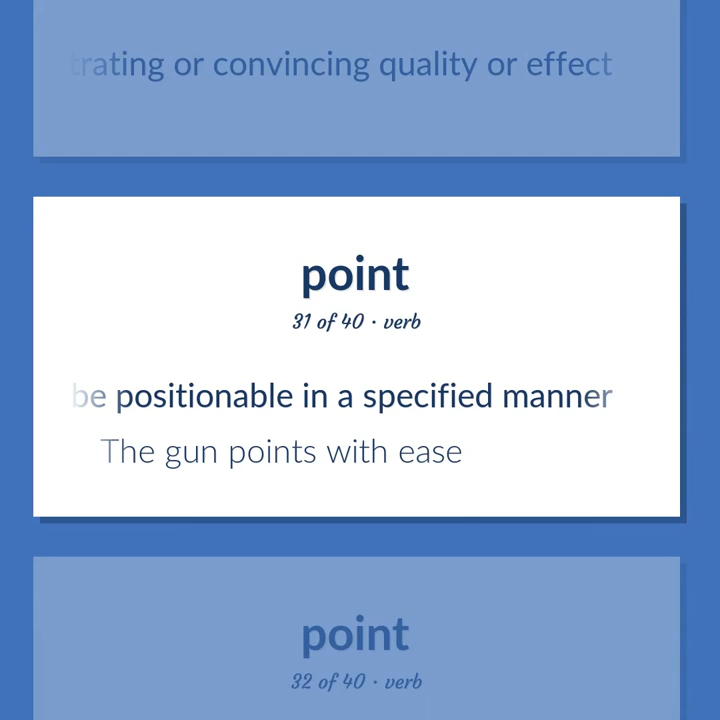 or convincing quality or effect
point
31 of 40 · verb
be positionable in a specified manner
The gun points with ease
point
32 of 40 · verb